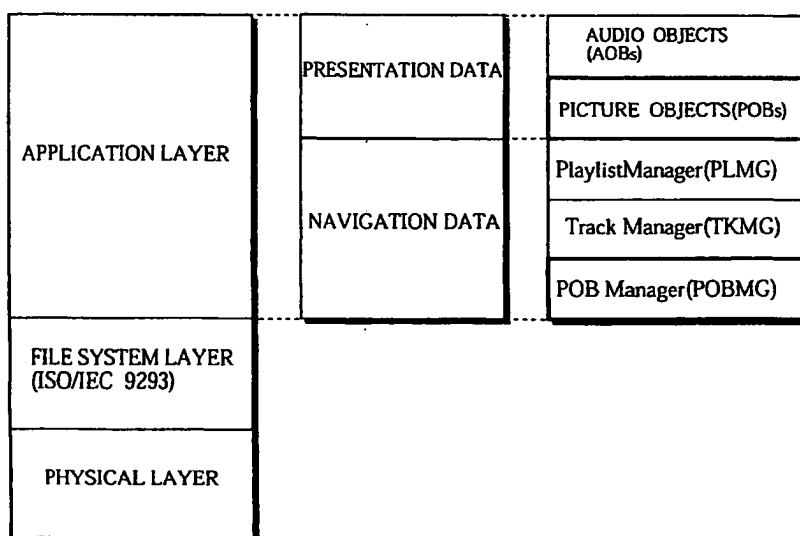 APPLICATION LAYER
FILE SYSTEM LAYER
(ISO/IEC 9293)
PHYSICAL LAYER
PRESENTATION DATA
NAVIGATION DATA
AUDIO OBJECTS
(AOBs)
PICTURE OBJECTS(POBs)
PlaylistManager(PLMG)
Track Manager(TKMG)
POB Manager(POBMG)